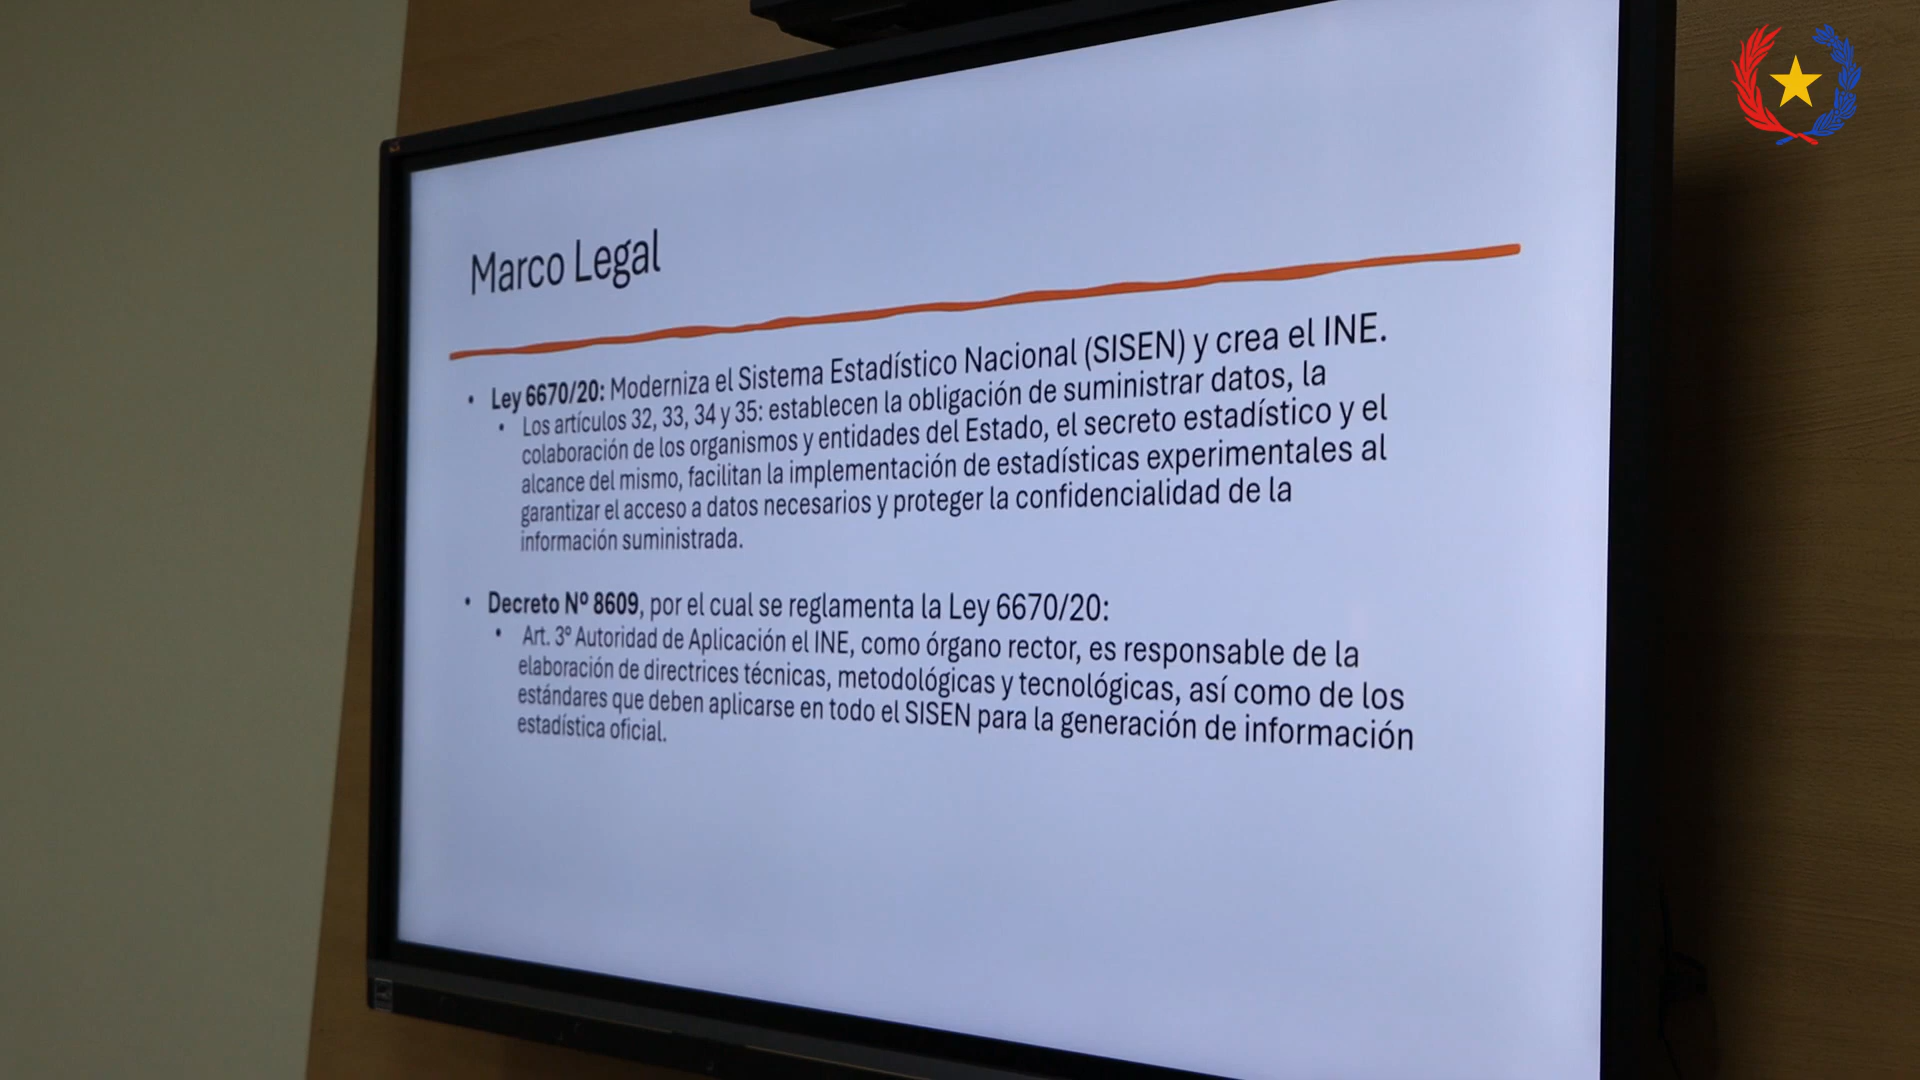 Marco Legal
• Ley 6670/20: Moderniza el Sistema Estadístico Nacional (SISEN) y crea el INE.
• Los artículos 32, 33, 34 y 35: establecen la obligación de suministrar datos, la
colaboración de los organismos y entidades del Estado, el secreto estadístico y el
alcance del mismo, facilitan la implementación de estadísticas experimentales al
garantizar el acceso a datos necesarios y proteger la confidencialidad de la
información suministrada.
• Decreto Nº 8609, por el cual se reglamenta la Ley 6670/20:
• Art. 3º Autoridad de Aplicación el INE, como órgano rector, es responsable de la
elaboración de directrices técnicas, metodológicas y tecnológicas, así como de los
estándares que deben aplicarse en todo el SISEN para la generación de información
estadística oficial.